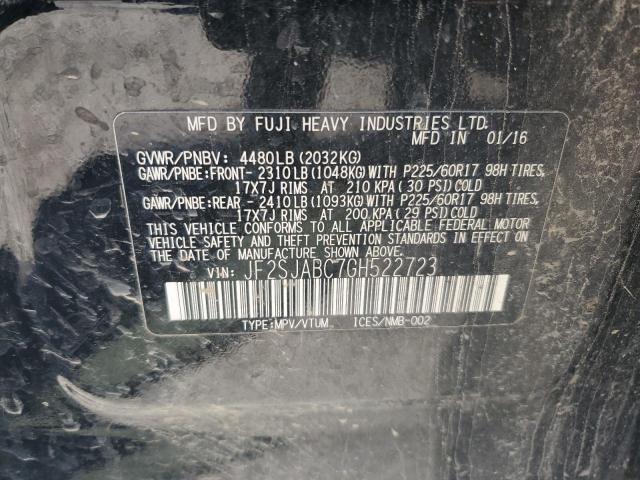 MFD BY FUJI HEAVY INDUSTRIES LTD.
MFD IN 01/16
GVWR/PNBV: 4480LB (2032KG)
GAWR/PNBE:FRONT- 2310LB (1048KG) WITH P225/60R17 98H TIRES,
17X7J RIMS AT 210 KPA ( 30 PSI) COLD
GAWR/PNBE:REAR - 2410LB (1093KG) WITH P225/60R17 98H TIRES,
17X7J RIMS AT 200 KPA ( 29 PSI) COLD
THIS VEHICLE CONFORMS TO ALL APPLICABLE FEDERAL MOTOR
VEHICLE SAFETY AND THEFT PREVENTION STANDARDS IN EFFECT ON
THE DATE OF MANUFACTURE SHOWN ABOVE.
VIN: JF2SJABC7GH522723
TYPE:MPV/VTUM ICES/NMB-002